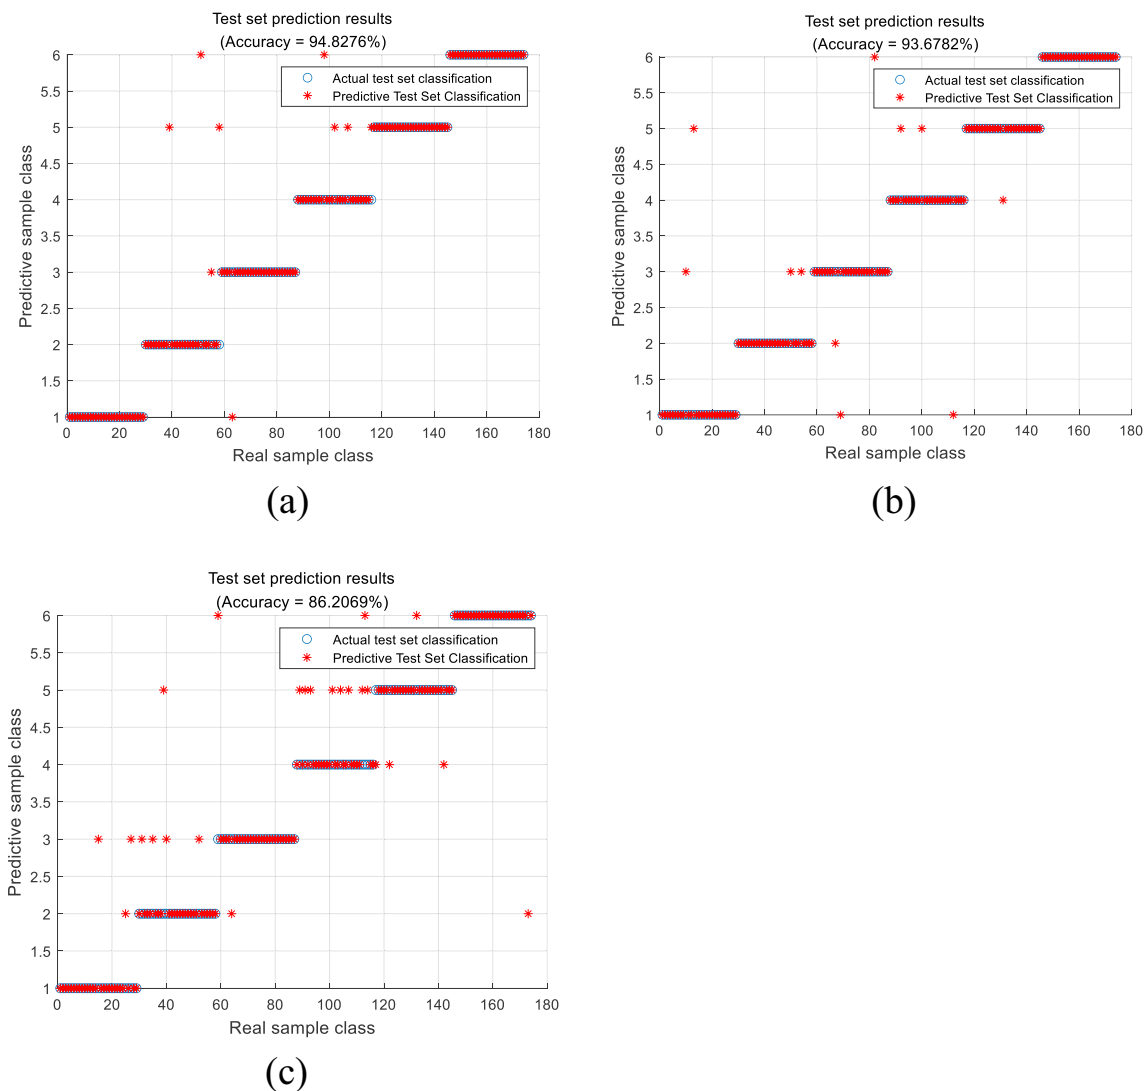 Test set prediction results
(Accuracy = 94.8276%)
Actual test set classification
Predictive Test Set Classification
6
5.5
5
4.5
4
3.5
3
2.5
2
1.5
1
Predictive sample class
0 20 40 60 80 100 120 140 160 180
Real sample class
(a)
Test set prediction results
(Accuracy = 93.6782%)
Actual test set classification
Predictive Test Set Classification
6
5.5
5
4.5
4
3.5
3
2.5
2
1.5
1
Predictive sample class
0 20 40 60 80 100 120 140 160 180
Real sample class
(b)
Test set prediction results
(Accuracy = 86.2069%)
Actual test set classification
Predictive Test Set Classification
6
5.5
5
4.5
4
3.5
3
2.5
2
1.5
1
Predictive sample class
0 20 40 60 80 100 120 140 160 180
Real sample class
(c)